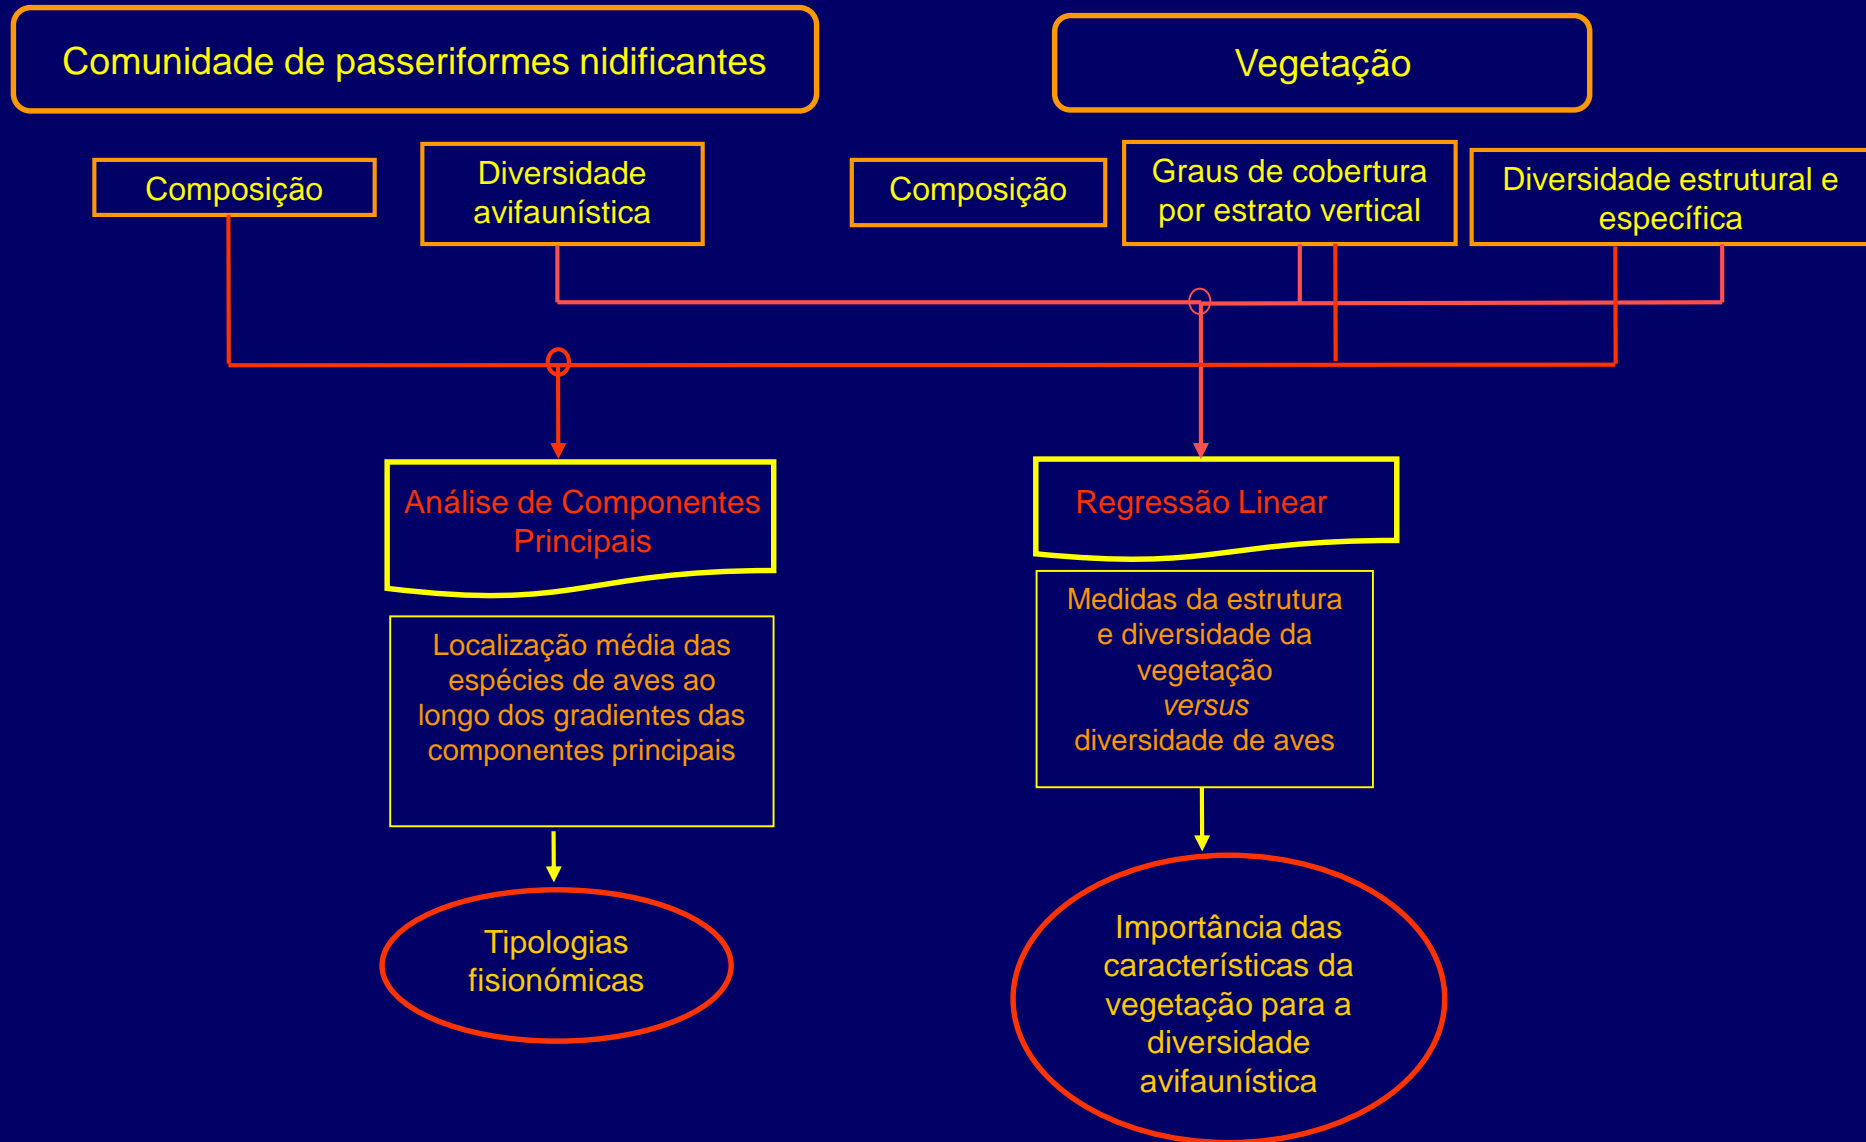 Comunidade de passeriformes nidificantes
Vegetação
Composição
Diversidade
avifaunística
Composição
Graus de cobertura
por estrato vertical
Diversidade estrutural e
específica
Análise de Componentes
Principais
Regressão Linear
Localização média das
espécies de aves ao
longo dos gradientes das
componentes principais
Medidas da estrutura
e diversidade da
vegetação
versus
diversidade de aves
Tipologias
fisionómicas
Importância das
características da
vegetação para a
diversidade
avifaunística